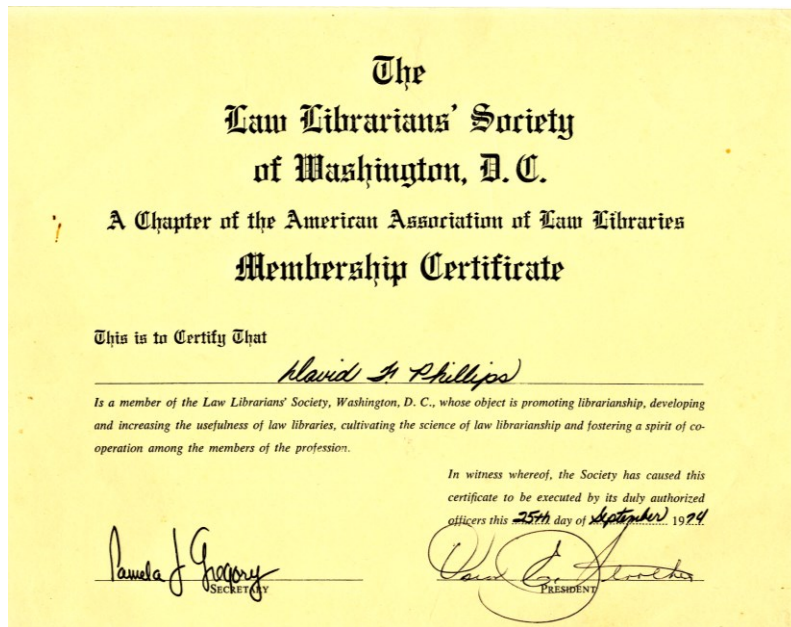 The
Law Librarians' Society
of Washington, D. C.
A Chapter of the American Association of Law Libraries
Membership Certificate
This is to Certify That
David F. Phillips
Is a member of the Law Librarians' Society, Washington, D. C., whose object is promoting librarianship, developing
and increasing the usefulness of law libraries, cultivating the science of law librarianship and fostering a spirit of co-
operation among the members of the profession.
In witness whereof, the Society has caused this
certificate to be executed by its duly authorized
officers this 25th day of September 1974
Pamela J Gregory
SECRETARY
PRESIDENT